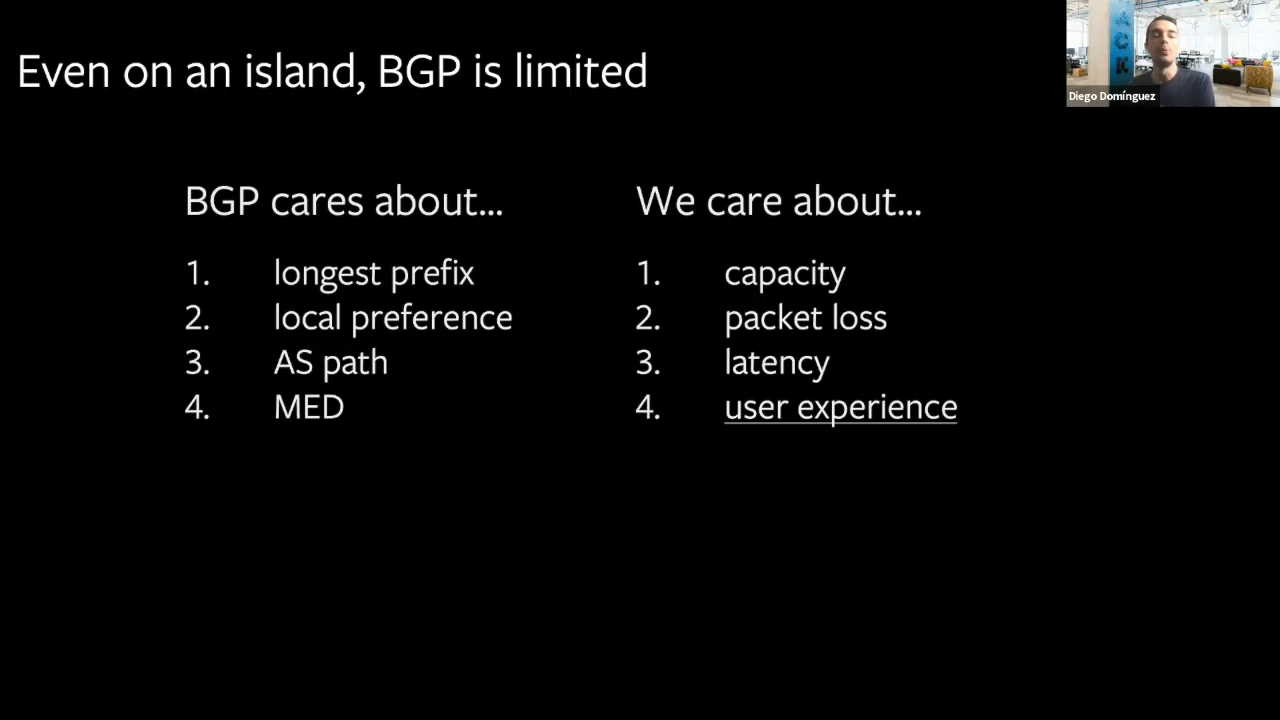 Even on an island, BGP is limited
Diego Domínguez
BGP cares about...
1. longest prefix
2. local preference
3. AS path
4. MED
We care about...
1. capacity
2. packet loss
3. latency
4. user experience